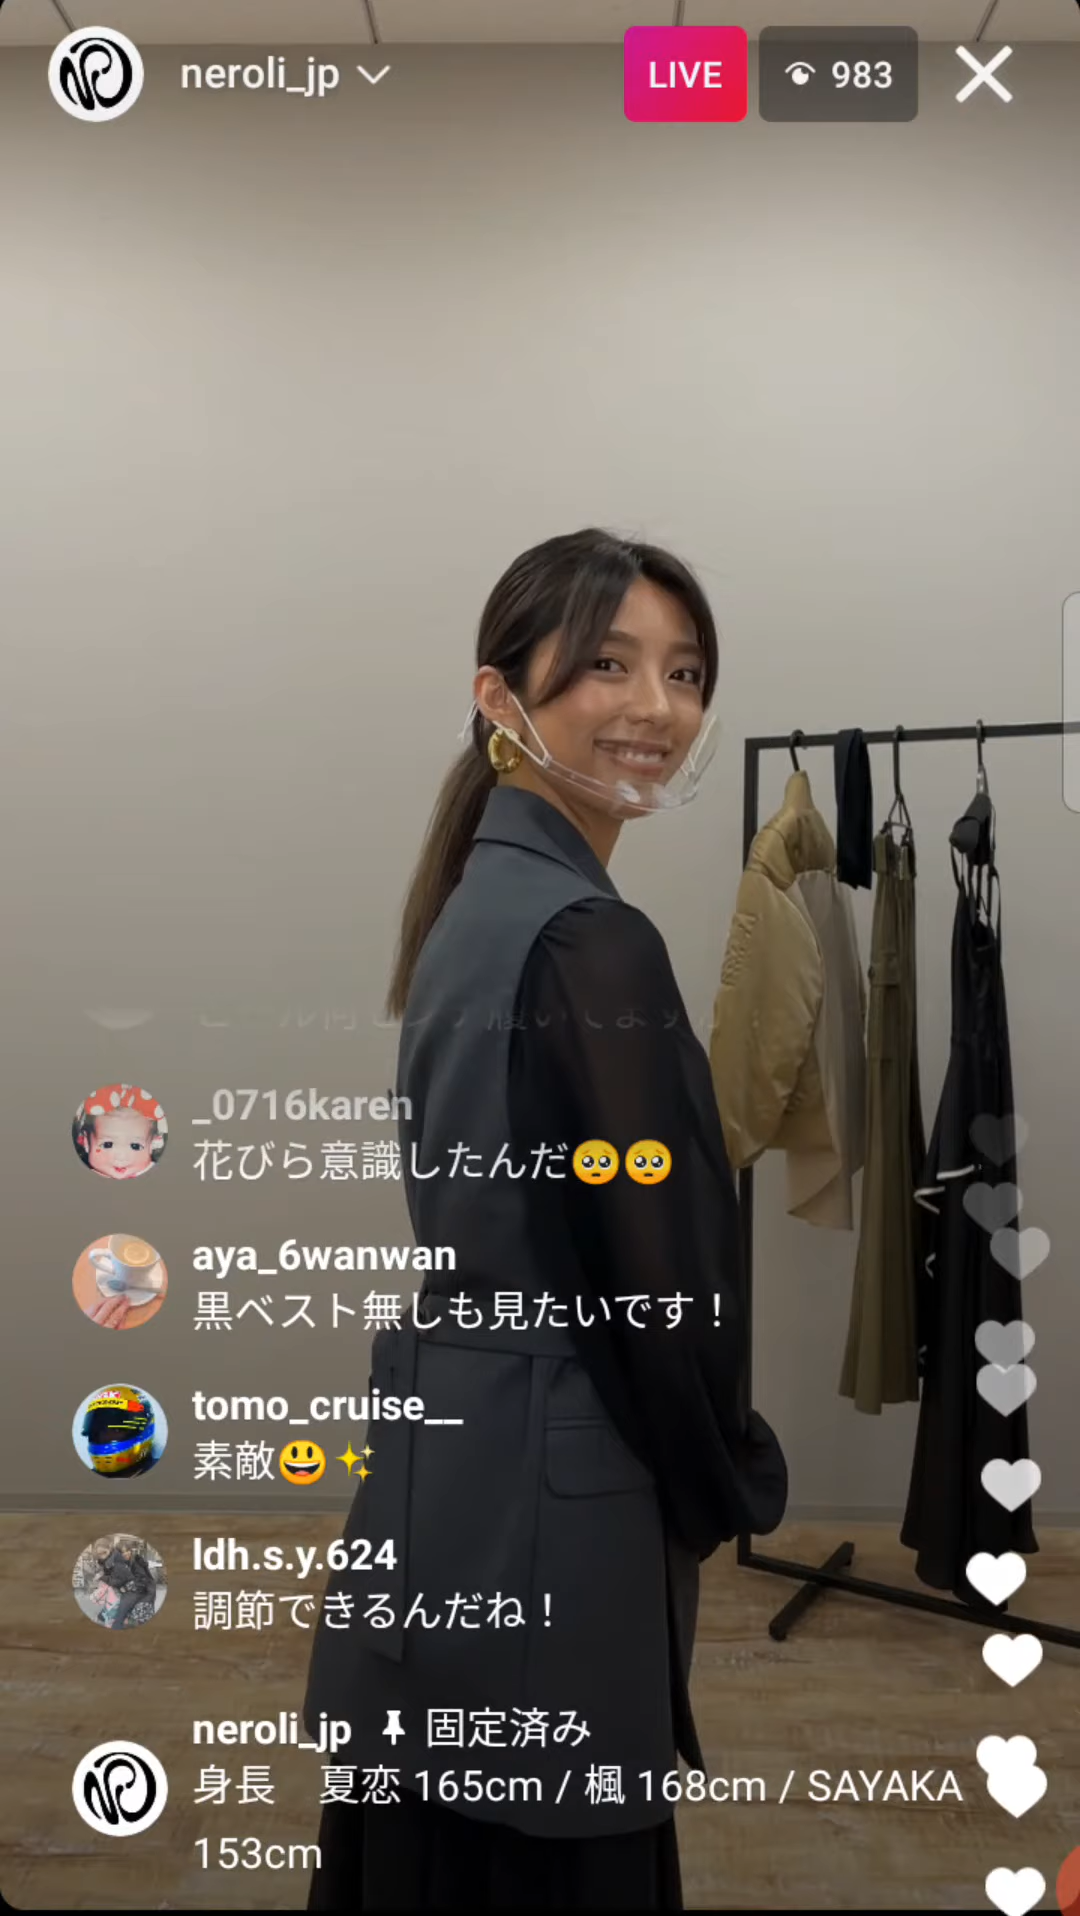 neroli_jp
LIVE
983
_0716karen
花びら意識したんだ🥺🥺
aya_6wanwan
黒ベスト無しも見たいです！
tomo_cruise__
素敵😃✨
ldh.s.y.624
調節できるんだね！
neroli_jp 📌 固定済み
身長　夏恋 165cm / 楓 168cm / SAYAKA
153cm